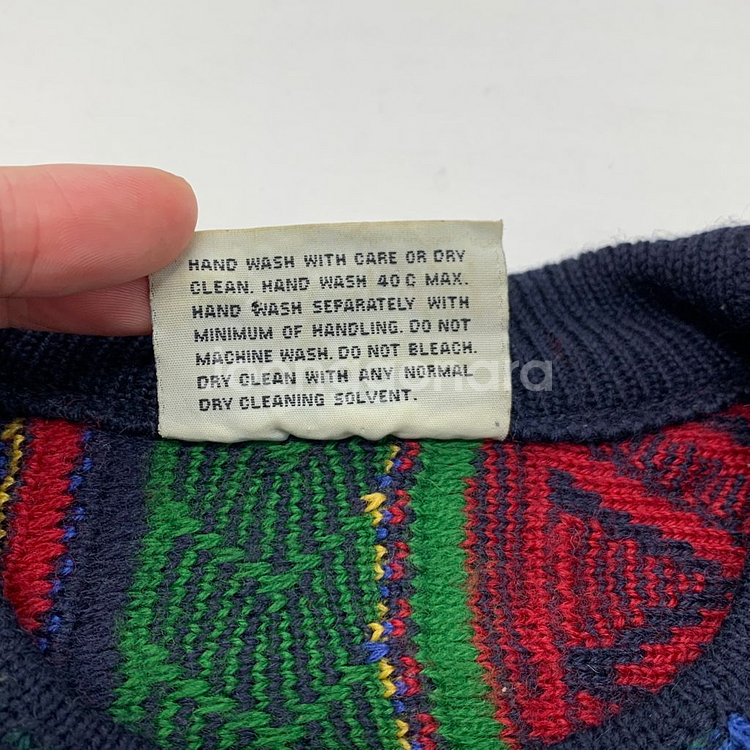 HAND WASH WITH CARE OR DRY
CLEAN. HAND WASH 40 C MAX.
HAND WASH SEPARATELY WITH
MINIMUM OF HANDLING. DO NOT
MACHINE WASH. DO NOT BLEACH.
DRY CLEAN WITH ANY NORMAL
DRY CLEANING SOLVENT.